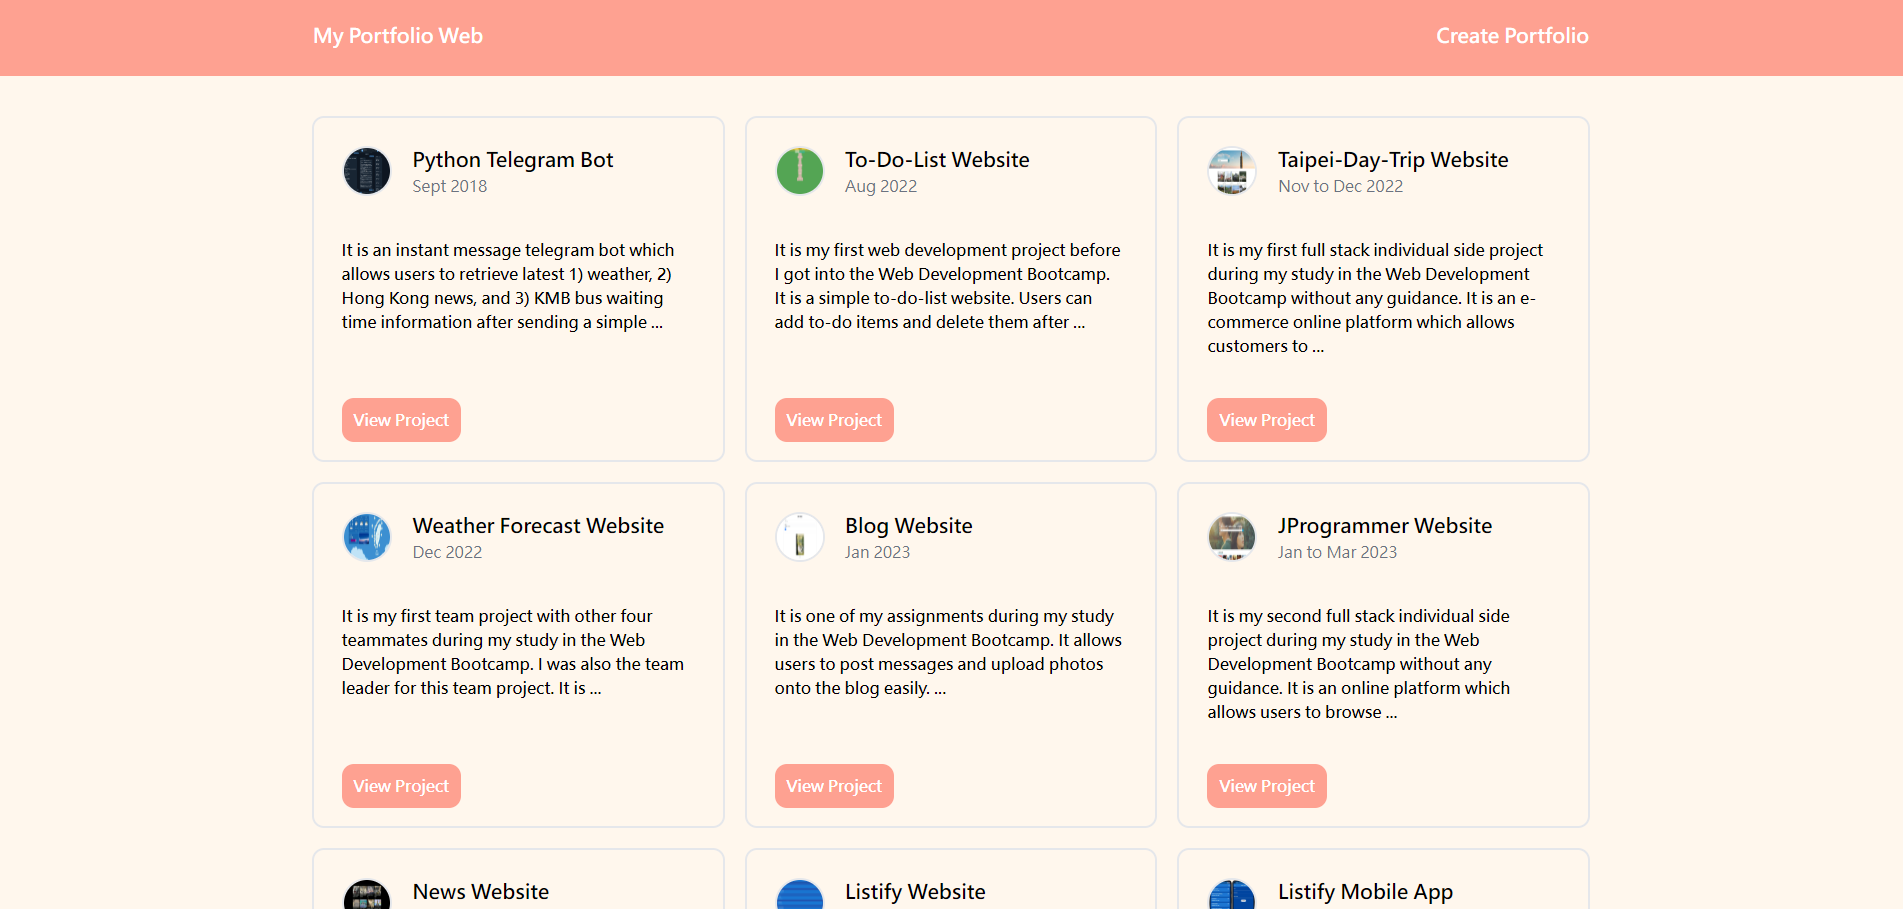 My Portfolio Web
Create Portfolio
Python Telegram Bot
Sept 2018
It is an instant message telegram bot which
allows users to retrieve latest 1) weather, 2)
Hong Kong news, and 3) KMB bus waiting
time information after sending a simple ...
View Project
To-Do-List Website
Aug 2022
It is my first web development project before
I got into the Web Development Bootcamp.
It is a simple to-do-list website. Users can
add to-do items and delete them after ...
View Project
Taipei-Day-Trip Website
Nov to Dec 2022
It is my first full stack individual side project
during my study in the Web Development
Bootcamp without any guidance. It is an e-
commerce online platform which allows
customers to ...
View Project
Weather Forecast Website
Dec 2022
It is my first team project with other four
teammates during my study in the Web
Development Bootcamp. I was also the team
leader for this team project. It is ...
View Project
Blog Website
Jan 2023
It is one of my assignments during my study
in the Web Development Bootcamp. It allows
users to post messages and upload photos
onto the blog easily. ...
View Project
JProgrammer Website
Jan to Mar 2023
It is my second full stack individual side
project during my study in the Web
Development Bootcamp without any
guidance. It is an online platform which
allows users to browse ...
View Project
News Website
Listify Website
Listify Mobile App